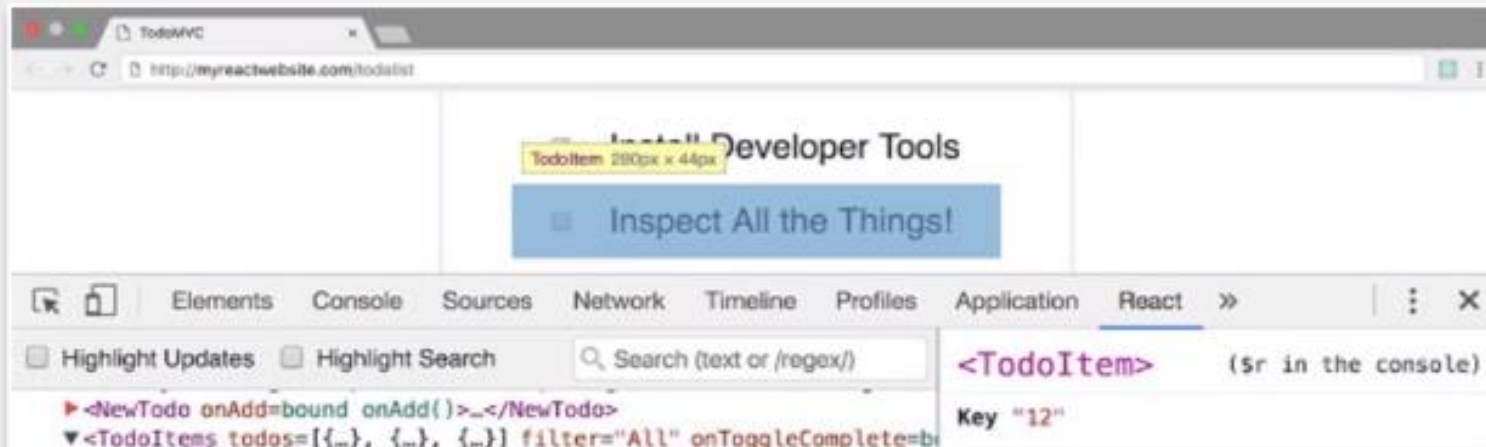 TodoMVC ×
http://myreactwebsite.com/todolist
Install Developer Tools
TodoItem 280px × 44px
Inspect All the Things!
Elements Console Sources Network Timeline Profiles Application React »
Highlight Updates Highlight Search Search (text or /regex/)
<TodoItem> ($r in the console)
▶<NewTodo onAdd=bound onAdd()>…</NewTodo>
Key "12"
▼<TodoItems todos=[{…}, {…}, {…}] filter="All" onToggleComplete=b